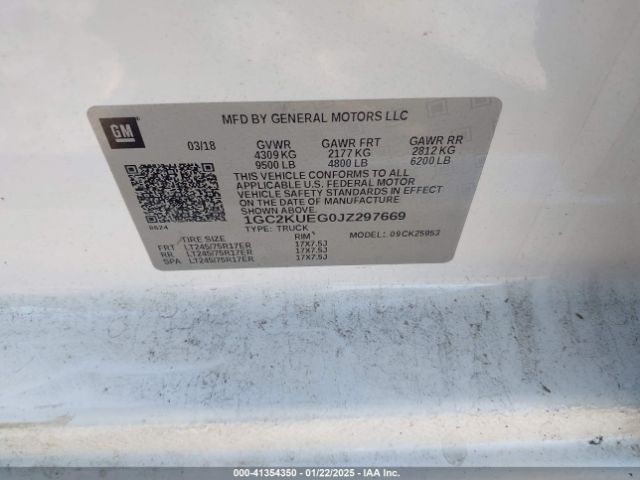 GM
MFD BY GENERAL MOTORS LLC
03/18 GVWR GAWR FRT GAWR RR
4309 KG 2177 KG 2812 KG
9500 LB 4800 LB 6200 LB
THIS VEHICLE CONFORMS TO ALL
APPLICABLE U.S. FEDERAL MOTOR
VEHICLE SAFETY STANDARDS IN EFFECT
ON THE DATE OF MANUFACTURE
SHOWN ABOVE.
1GC2KUEG0JZ297669
9624 TYPE: TRUCK MODEL: 09CK25953
TIRE SIZE RIM
FRT LT245/75R17ER 17X7.5J
RR LT245/75R17ER 17X7.5J
SPA LT245/75R17ER 17X7.5J
000-41354350 | 01/22/2025 - IAA Inc.